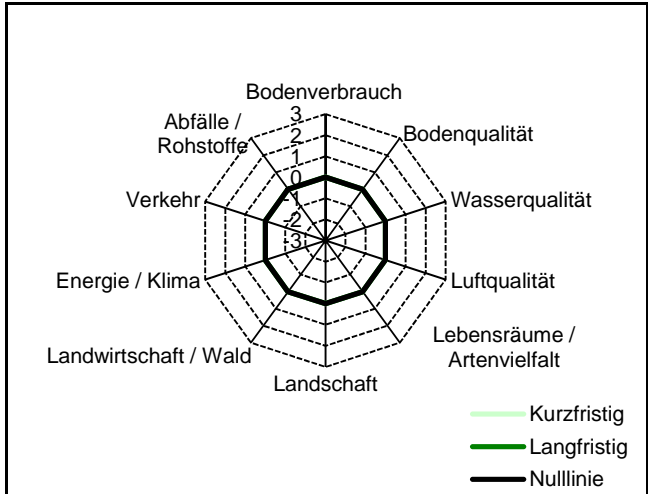 Bodenverbrauch
3
2
1
0
-1
-2
-3
Abfälle /
Rohstoffe
Bodenqualität
Verkehr
Wasserqualität
Energie / Klima
Luftqualität
Landwirtschaft / Wald
Lebensräume /
Artenvielfalt
Landschaft
Kurzfristig
Langfristig
Nulllinie